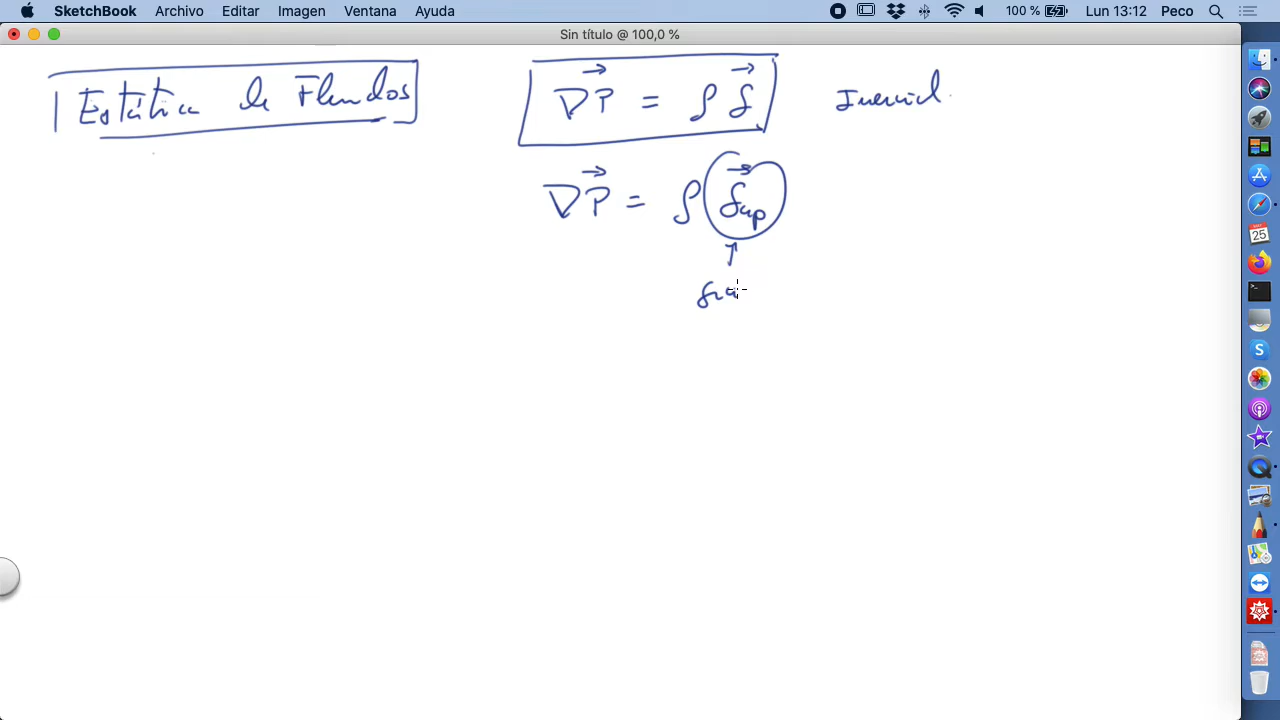 SketchBook Archivo Editar Imagen Ventana Ayuda 100 % Lun 13:12 Peco
Sin título @ 100,0 %
Estática de Fluidos
∇P⃗ = ρ f⃗ Inercial
∇P⃗ = ρ f⃗ap
↑